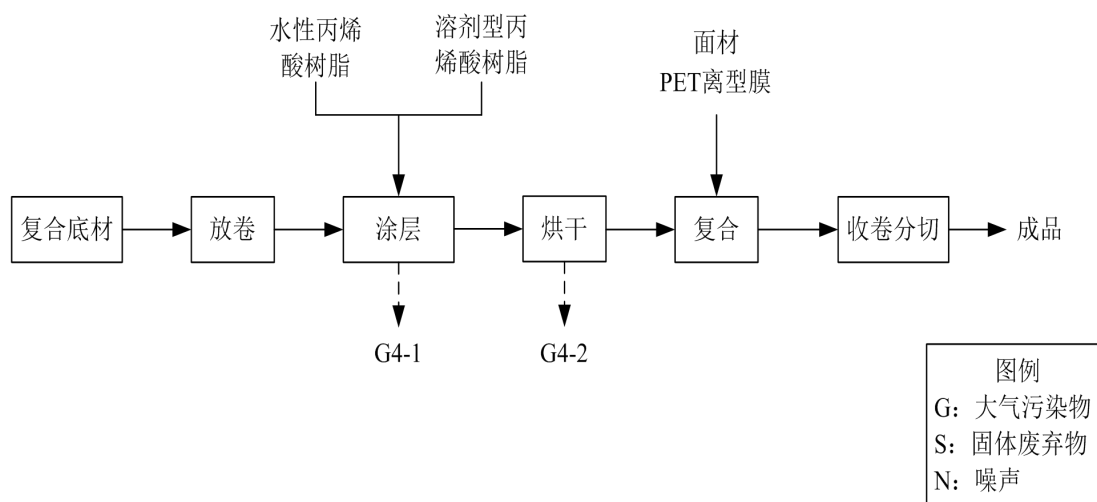 水性丙烯
酸树脂
溶剂型丙
烯酸树脂
面材
PET离型膜
复合底材
放卷
涂层
烘干
复合
收卷分切
成品
G4-1
G4-2
图例
G：大气污染物
S：固体废弃物
N：噪声